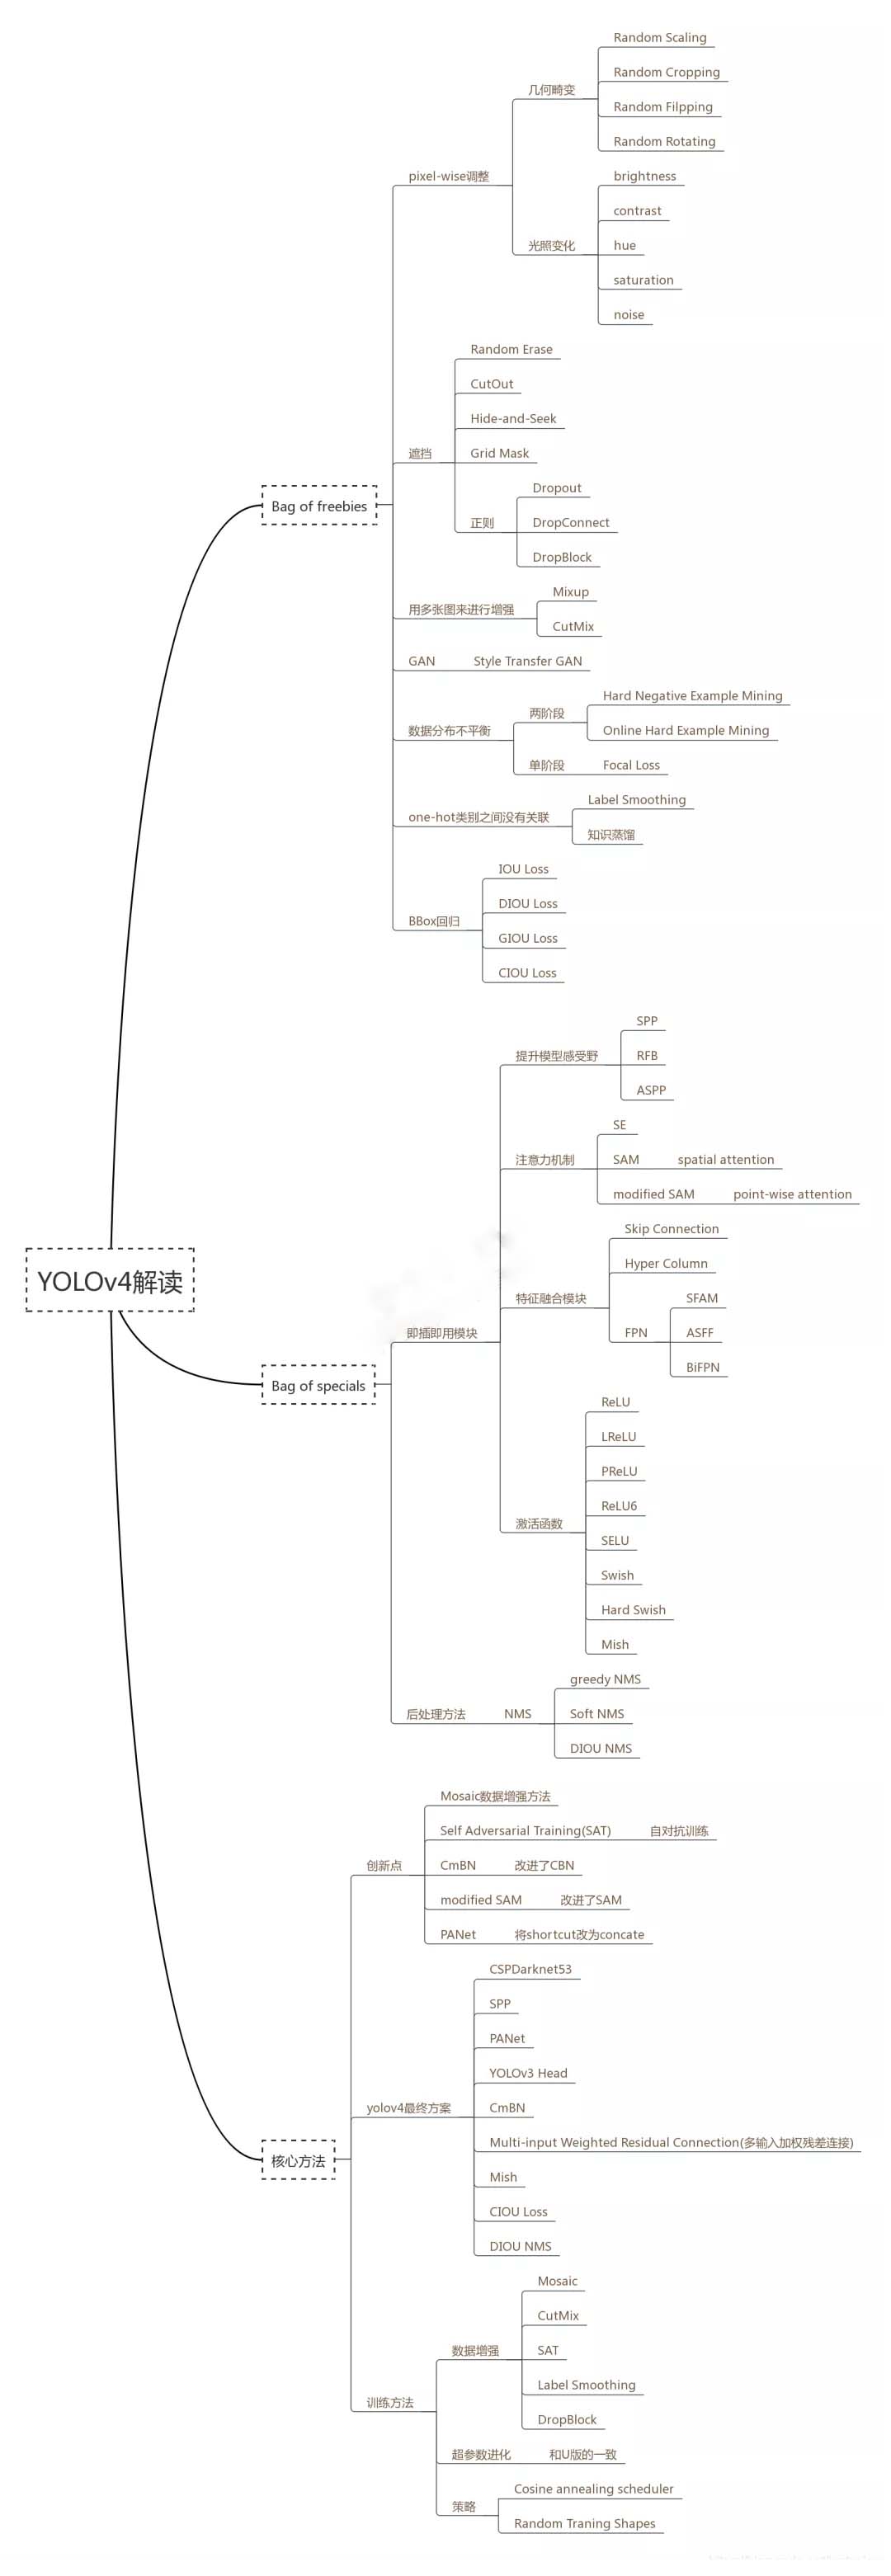 YOLOv4解读
Bag of freebies
pixel-wise调整
几何畸变
Random Scaling
Random Cropping
Random Filpping
Random Rotating
光照变化
brightness
contrast
hue
saturation
noise
遮挡
Random Erase
CutOut
Hide-and-Seek
Grid Mask
正则
Dropout
DropConnect
DropBlock
用多张图来进行增强
Mixup
CutMix
GAN
Style Transfer GAN
数据分布不平衡
两阶段
Hard Negative Example Mining
Online Hard Example Mining
单阶段
Focal Loss
one-hot类别之间没有关联
Label Smoothing
知识蒸馏
BBox回归
IOU Loss
DIOU Loss
GIOU Loss
CIOU Loss
Bag of specials
即插即用模块
提升模型感受野
SPP
RFB
ASPP
注意力机制
SE
SAM
spatial attention
modified SAM
point-wise attention
特征融合模块
Skip Connection
Hyper Column
FPN
SFAM
ASFF
BiFPN
激活函数
ReLU
LReLU
PReLU
ReLU6
SELU
Swish
Hard Swish
Mish
后处理方法
NMS
greedy NMS
Soft NMS
DIOU NMS
核心方法
创新点
Mosaic数据增强方法
Self Adversarial Training(SAT)
自对抗训练
CmBN
改进了CBN
modified SAM
改进了SAM
PANet
将shortcut改为concate
yolov4最终方案
CSPDarknet53
SPP
PANet
YOLOv3 Head
CmBN
Multi-input Weighted Residual Connection(多输入加权残差连接)
Mish
CIOU Loss
DIOU NMS
训练方法
数据增强
Mosaic
CutMix
SAT
Label Smoothing
DropBlock
超参数进化
和U版的一致
策略
Cosine annealing scheduler
Random Traning Shapes